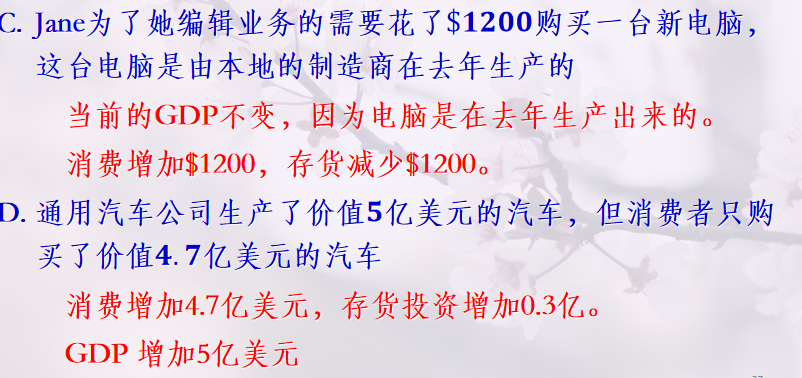 C. Jane为了她编辑业务的需要花了$1200购买一台新电脑，
这台电脑是由本地的制造商在去年生产的
当前的GDP不变，因为电脑是在去年生产出来的。
消费增加$1200，存货减少$1200。
D. 通用汽车公司生产了价值5亿美元的汽车，但消费者只购
买了价值4.7亿美元的汽车
消费增加4.7亿美元，存货投资增加0.3亿。
GDP 增加5亿美元